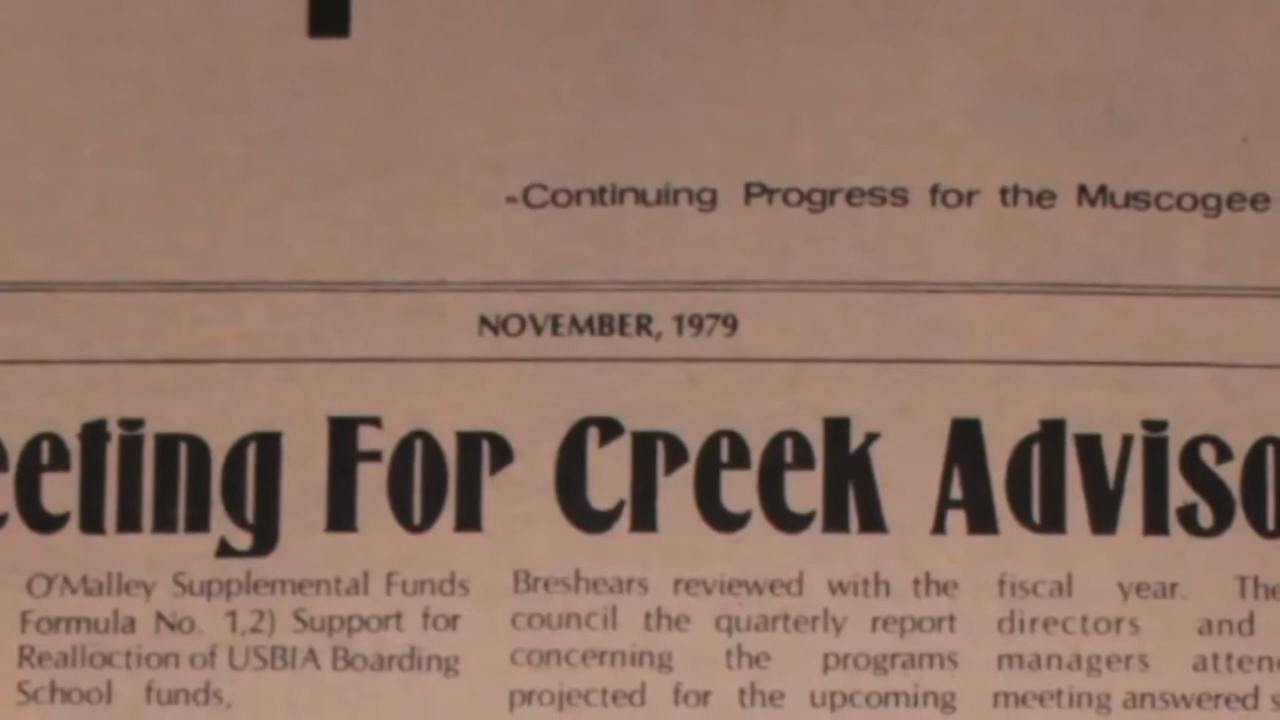 -Continuing Progress for the Muscogee
NOVEMBER, 1979
eeting For Creek Adviso
O'Malley Supplemental Funds
Formula No. 1,2) Support for
Realloction of USBIA Boarding
School funds,
Breshears reviewed with the
council the quarterly report
concerning the programs
projected for the upcoming
fiscal year. The
directors and
managers atten
meeting answered s